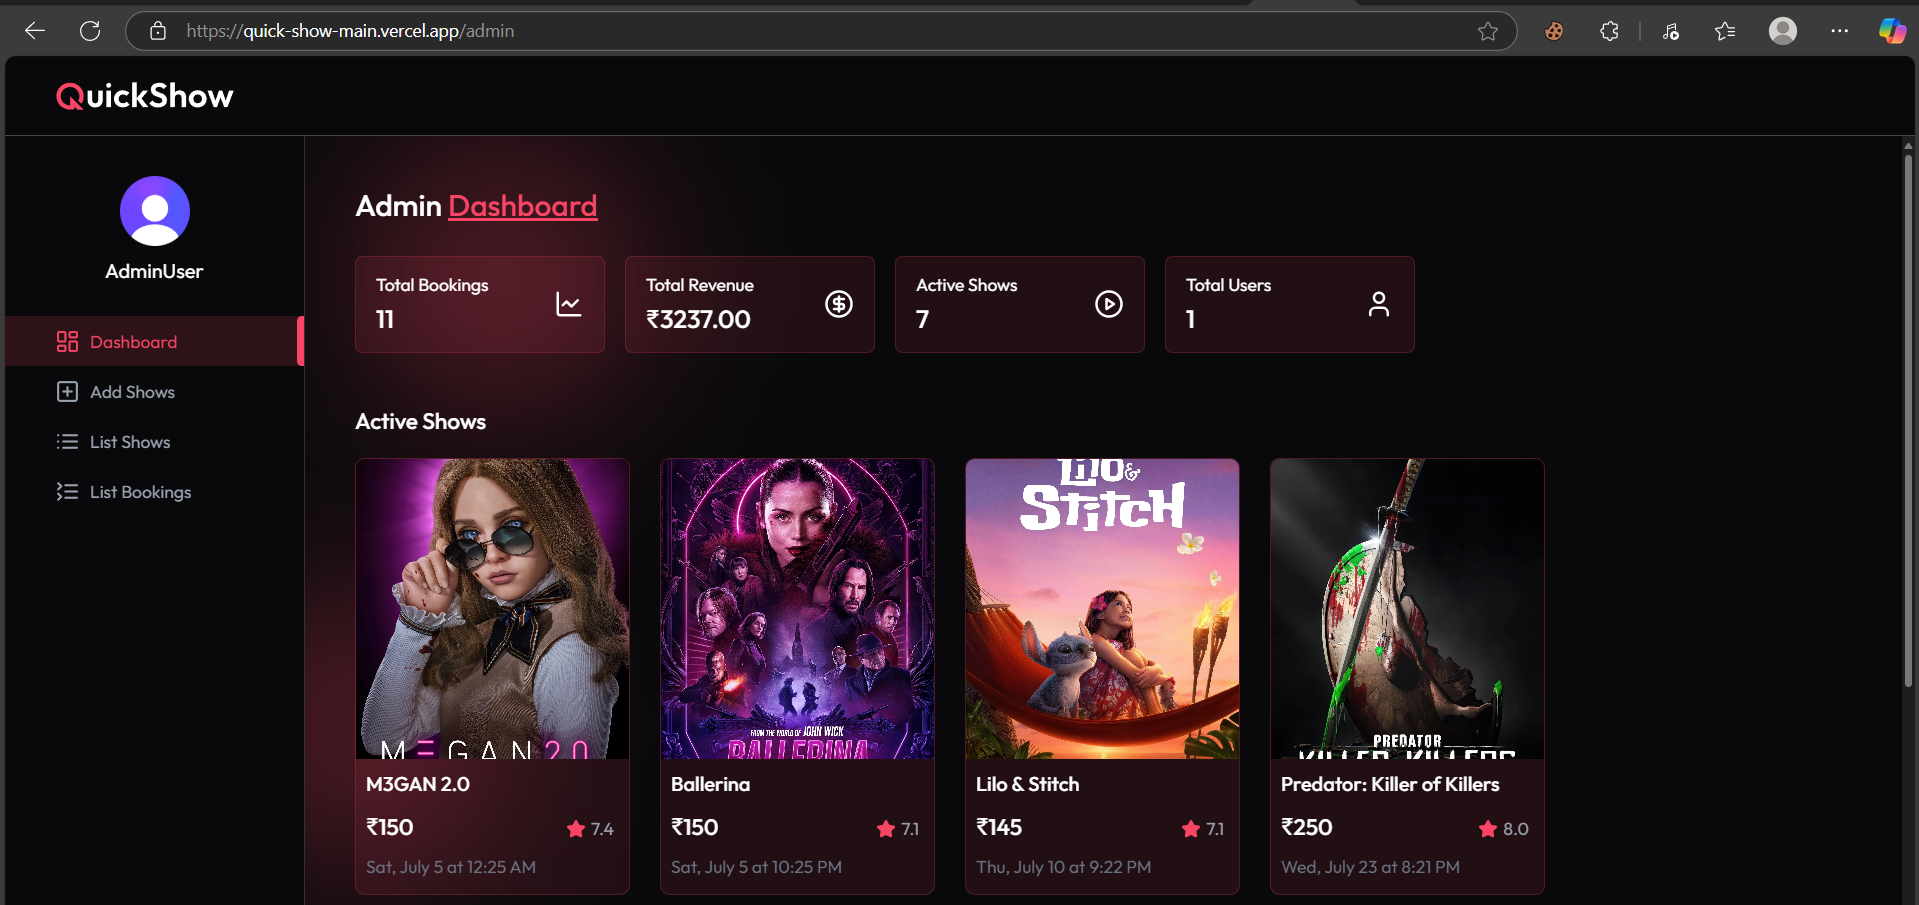 https://quick-show-main.vercel.app/admin
QuickShow
AdminUser
Dashboard
Add Shows
List Shows
List Bookings
Admin Dashboard
Total Bookings
11
Total Revenue
₹3237.00
Active Shows
7
Total Users
1
Active Shows
M3GAN 2.0
M3GAN 2.0
₹150
7.4
Sat, July 5 at 12:25 AM
FROM THE WORLD OF JOHN WICK
BALLERINA
Ballerina
₹150
7.1
Sat, July 5 at 10:25 PM
Lilo &
Stitch
Lilo & Stitch
₹145
7.1
Thu, July 10 at 9:22 PM
PREDATOR
KILLER OF KILLERS
Predator: Killer of Killers
₹250
8.0
Wed, July 23 at 8:21 PM